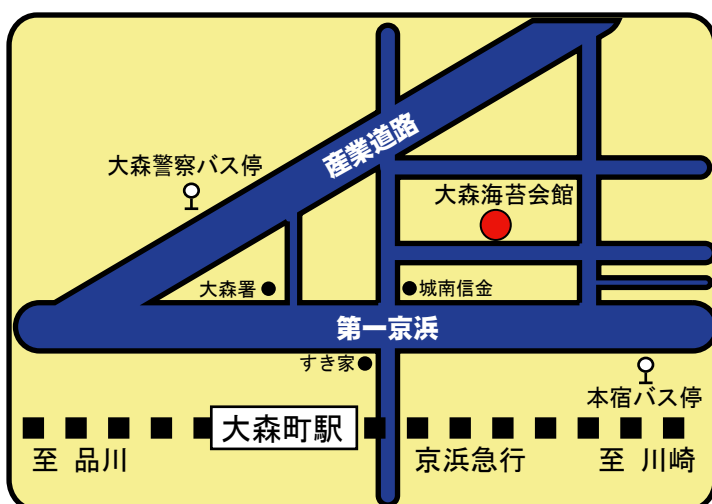 産業道路
大森警察バス停
大森海苔会館
大森署
城南信金
第一京浜
すき家
本宿バス停
大森町駅
至 品川
京浜急行
至 川崎